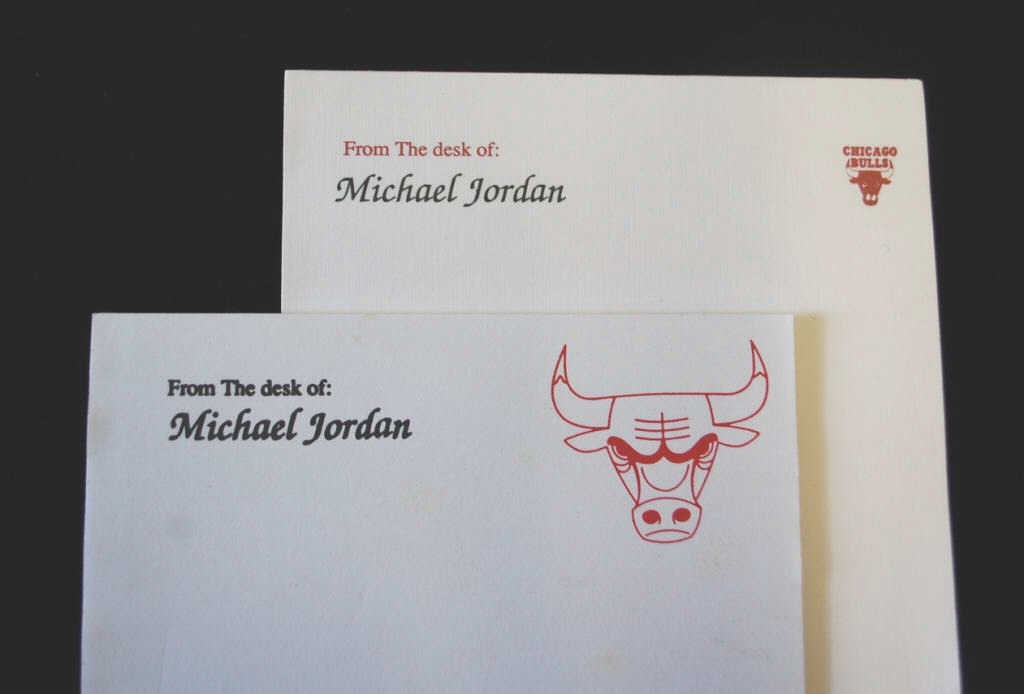 From The desk of:
Michael Jordan
CHICAGO
BULLS
From The desk of:
Michael Jordan